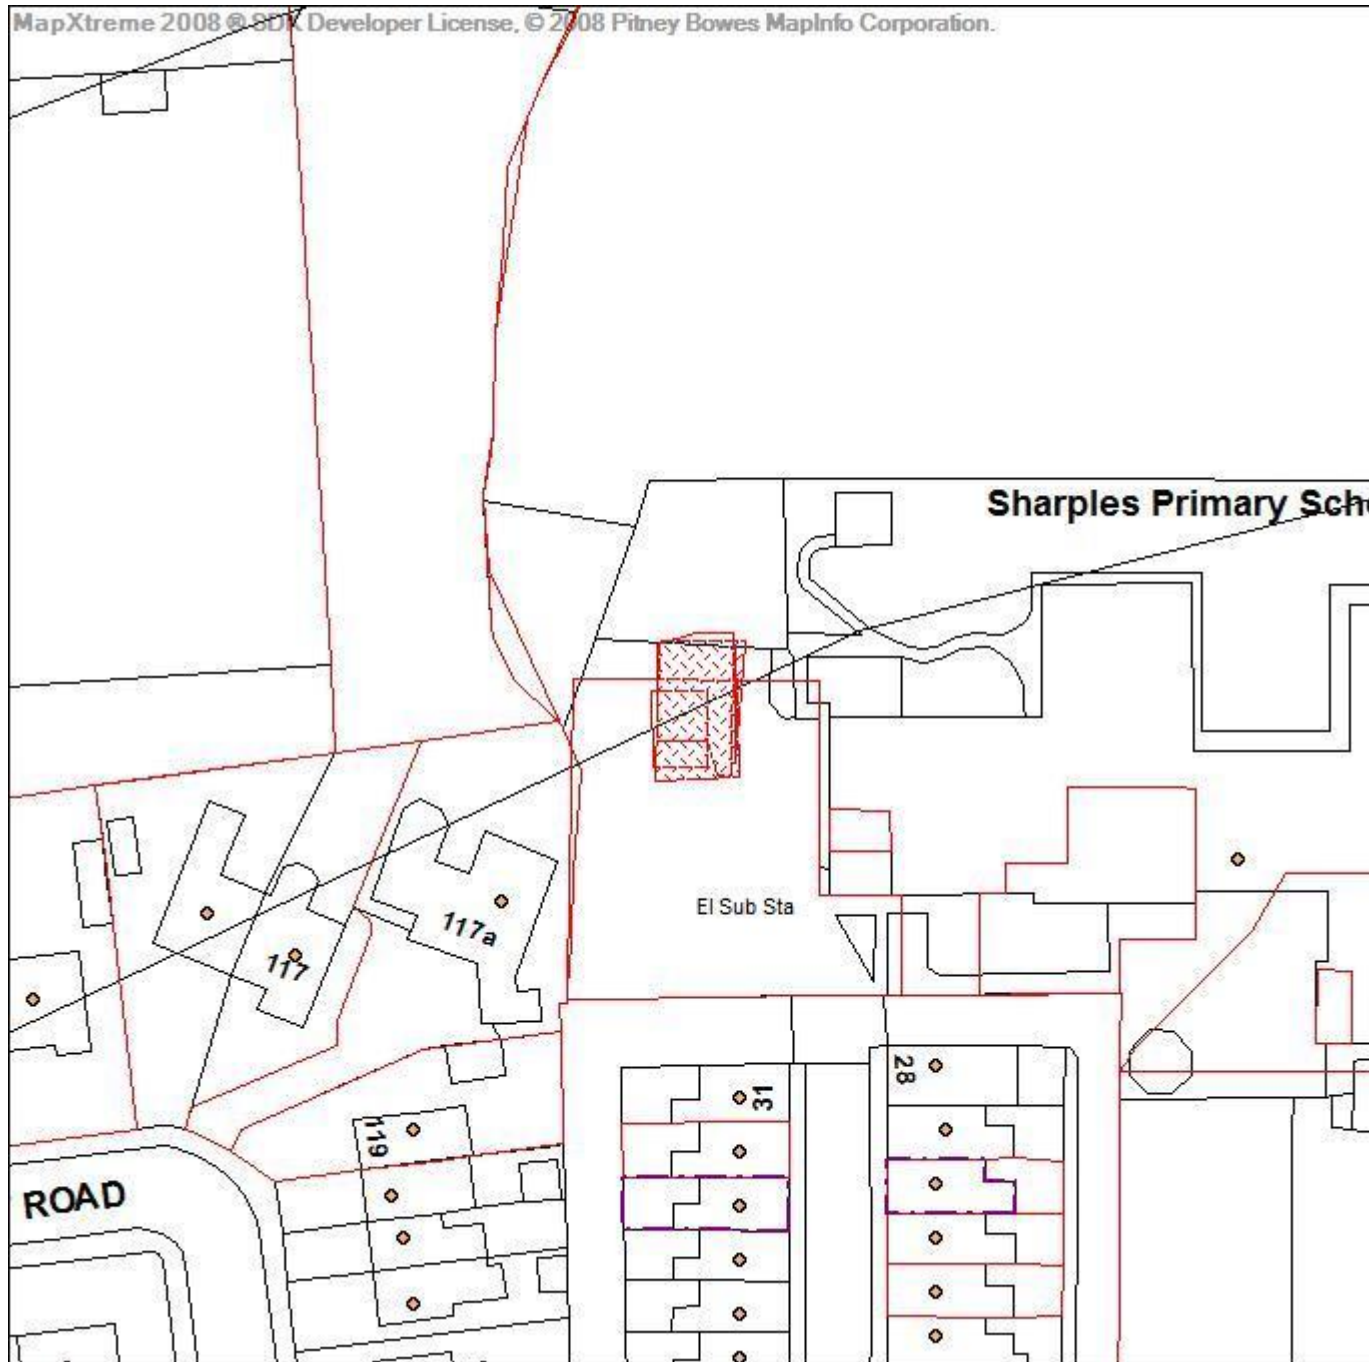 MapXtreme 2008 ® SDK Developer License, © 2008 Pitney Bowes MapInfo Corporation.
Sharples Primary Scho
El Sub Sta
117a
117
28
31
119
ROAD